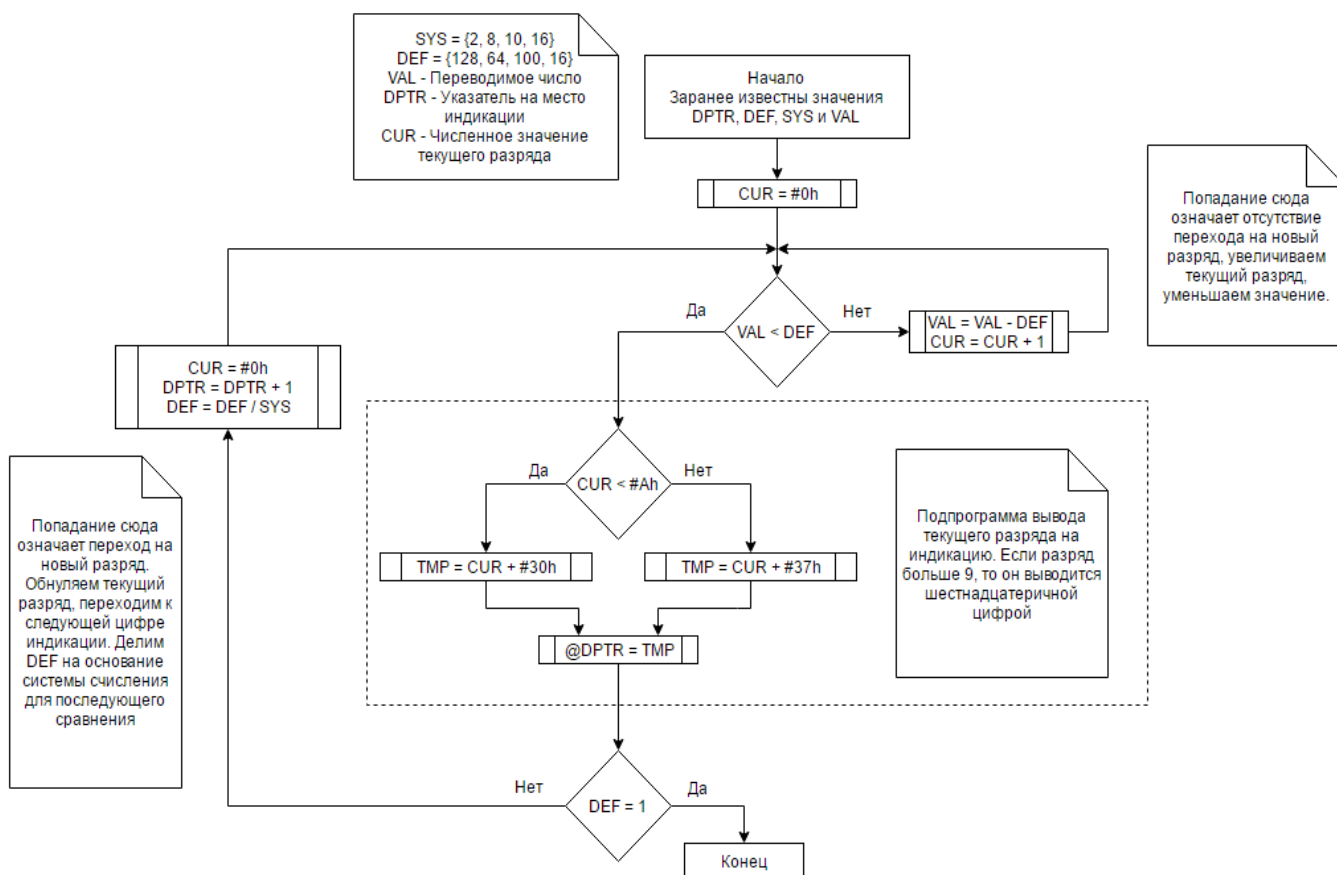 SYS = {2, 8, 10, 16}
DEF = {128, 64, 100, 16}
VAL - Переводимое число
DPTR - Указатель на место
индикации
CUR - Численное значение
текущего разряда
Начало
Заранее известны значения
DPTR, DEF, SYS и VAL
CUR = #0h
Попадание сюда
означает отсутствие
перехода на новый
разряд, увеличиваем
текущий разряд,
уменьшаем значение.
Да
VAL < DEF
Нет
VAL = VAL - DEF
CUR = CUR + 1
CUR = #0h
DPTR = DPTR + 1
DEF = DEF / SYS
Да
CUR < #Ah
Нет
TMP = CUR + #30h
TMP = CUR + #37h
@DPTR = TMP
Подпрограмма вывода
текущего разряда на
индикацию. Если разряд
больше 9, то он выводится
шестнадцатеричной
цифрой
Попадание сюда
означает переход на
новый разряд.
Обнуляем текущий
разряд, переходим к
следующей цифре
индикации. Делим
DEF на основание
системы счисления
для последующего
сравнения
Нет
DEF = 1
Да
Конец